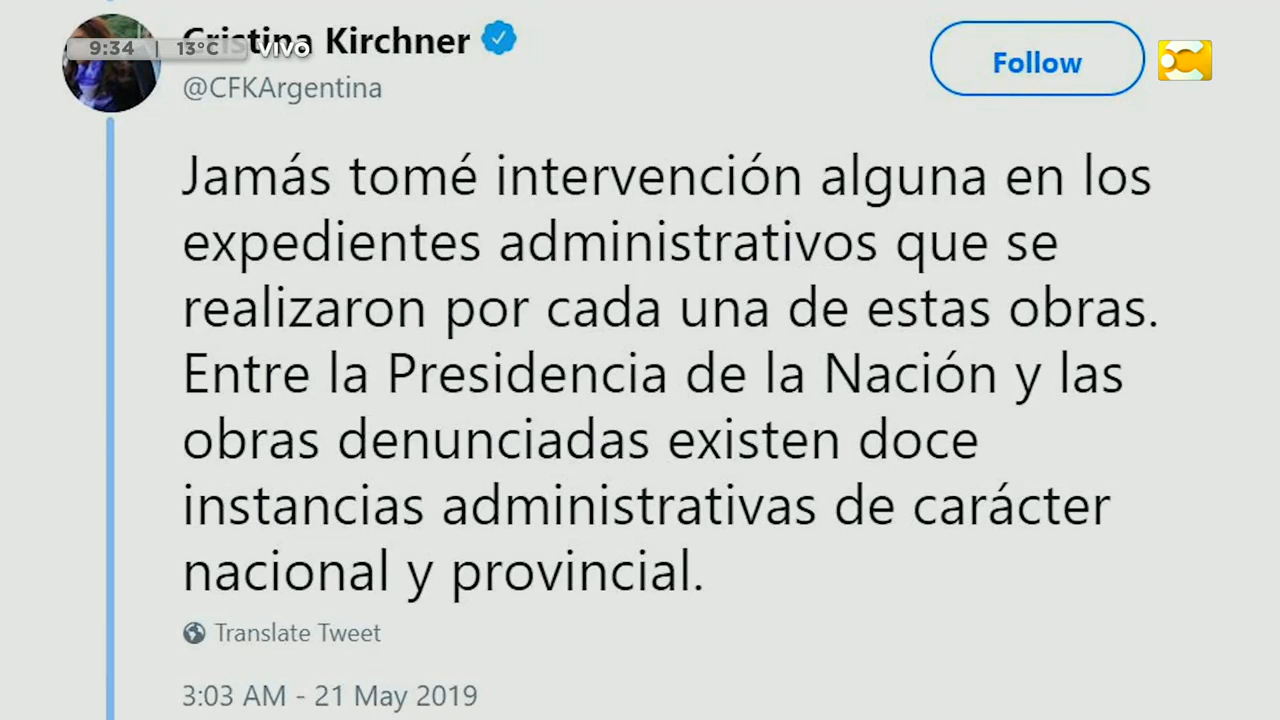 9:34 | 13°C VIVO
Cristina Kirchner
@CFKArgentina
Follow
Jamás tomé intervención alguna en los
expedientes administrativos que se
realizaron por cada una de estas obras.
Entre la Presidencia de la Nación y las
obras denunciadas existen doce
instancias administrativas de carácter
nacional y provincial.
Translate Tweet
3:03 AM - 21 May 2019